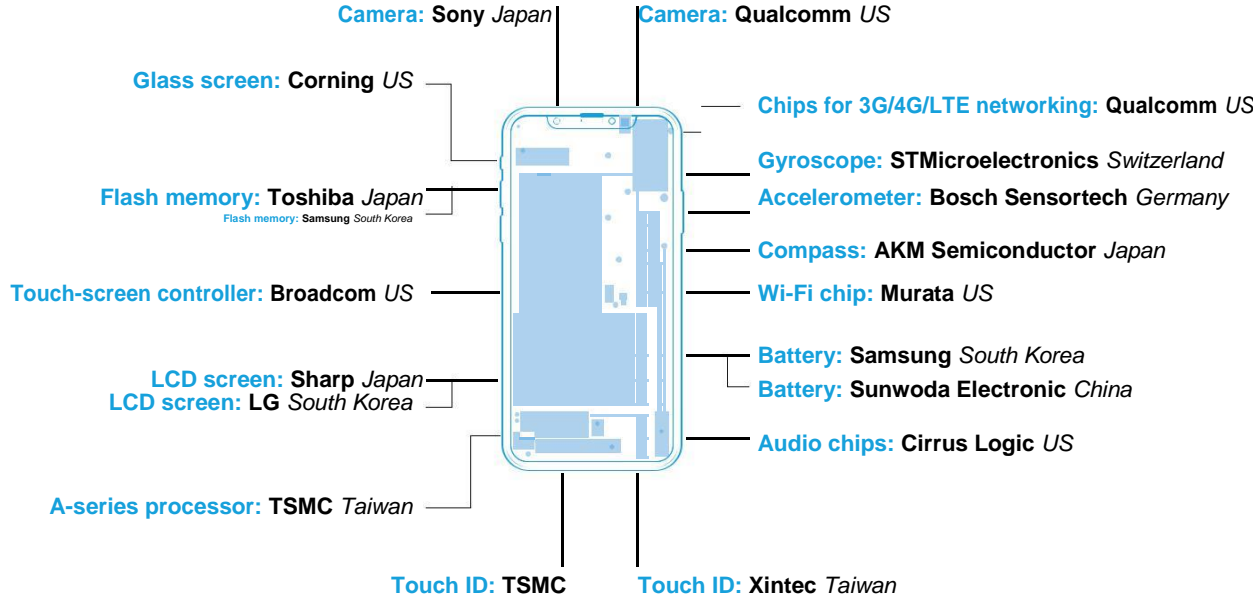 Camera: Sony Japan
Camera: Qualcomm US
Glass screen: Corning US
Chips for 3G/4G/LTE networking: Qualcomm US
Gyroscope: STMicroelectronics Switzerland
Flash memory: Toshiba Japan
Accelerometer: Bosch Sensortech Germany
Flash memory: Samsung South Korea
Compass: AKM Semiconductor Japan
Touch-screen controller: Broadcom US
Wi-Fi chip: Murata US
Battery: Samsung South Korea
LCD screen: Sharp Japan
Battery: Sunwoda Electronic China
LCD screen: LG South Korea
Audio chips: Cirrus Logic US
A-series processor: TSMC Taiwan
Touch ID: TSMC
Touch ID: Xintec Taiwan